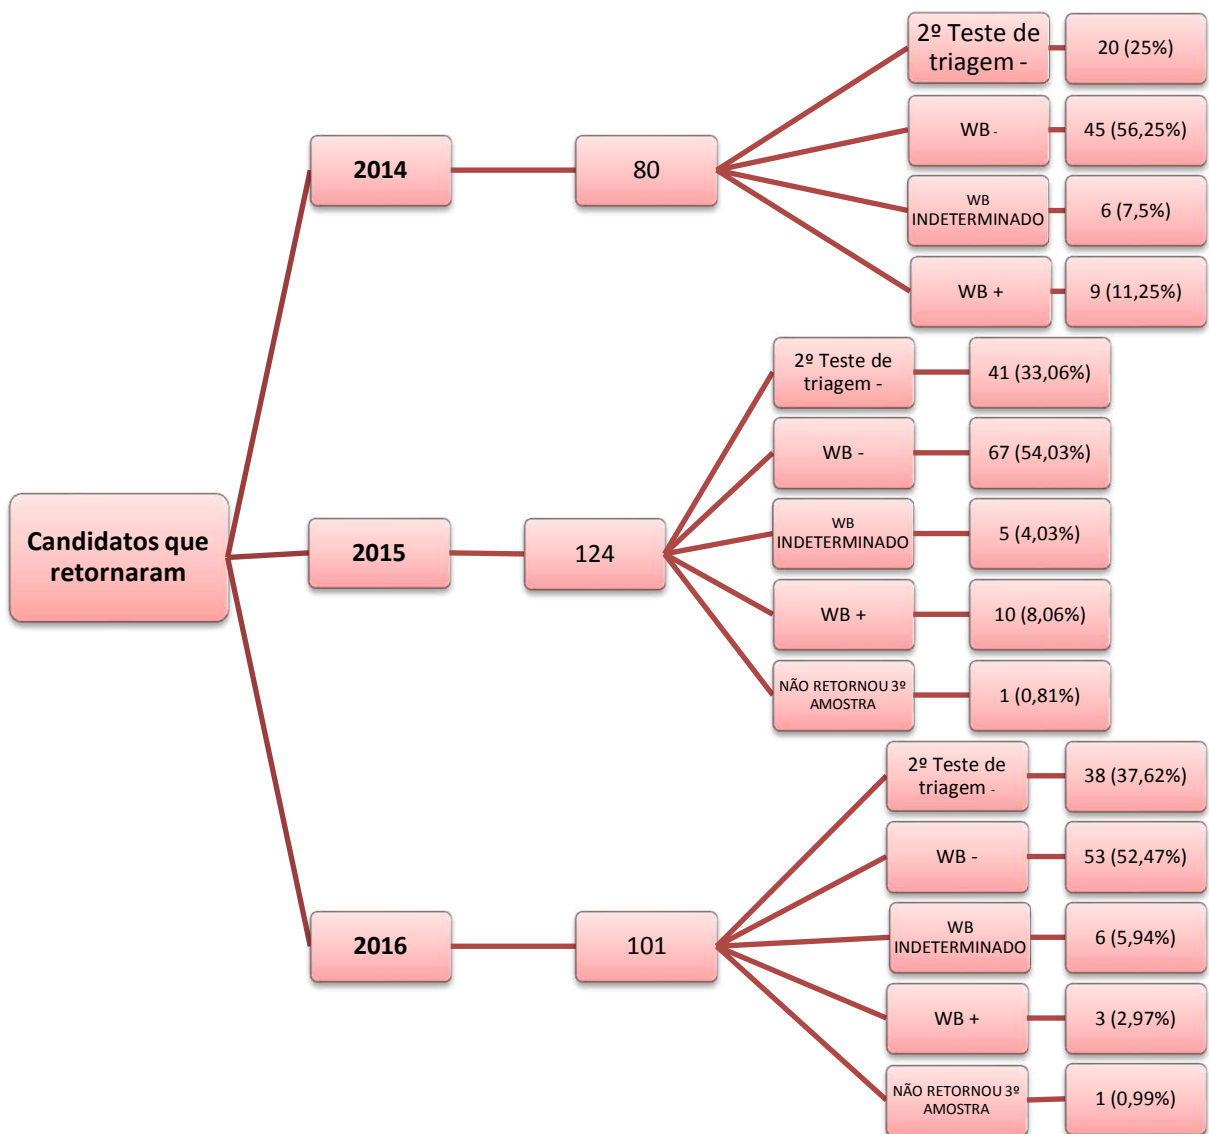 Candidatos que
retornaram
2014
80
2º Teste de
triagem -
20 (25%)
WB -
45 (56,25%)
WB
INDETERMINADO
6 (7,5%)
WB +
9 (11,25%)
2015
124
2º Teste de
triagem -
41 (33,06%)
WB -
67 (54,03%)
WB
INDETERMINADO
5 (4,03%)
WB +
10 (8,06%)
NÃO RETORNOU 3º
AMOSTRA
1 (0,81%)
2016
101
2º Teste de
triagem -
38 (37,62%)
WB -
53 (52,47%)
WB
INDETERMINADO
6 (5,94%)
WB +
3 (2,97%)
NÃO RETORNOU 3º
AMOSTRA
1 (0,99%)